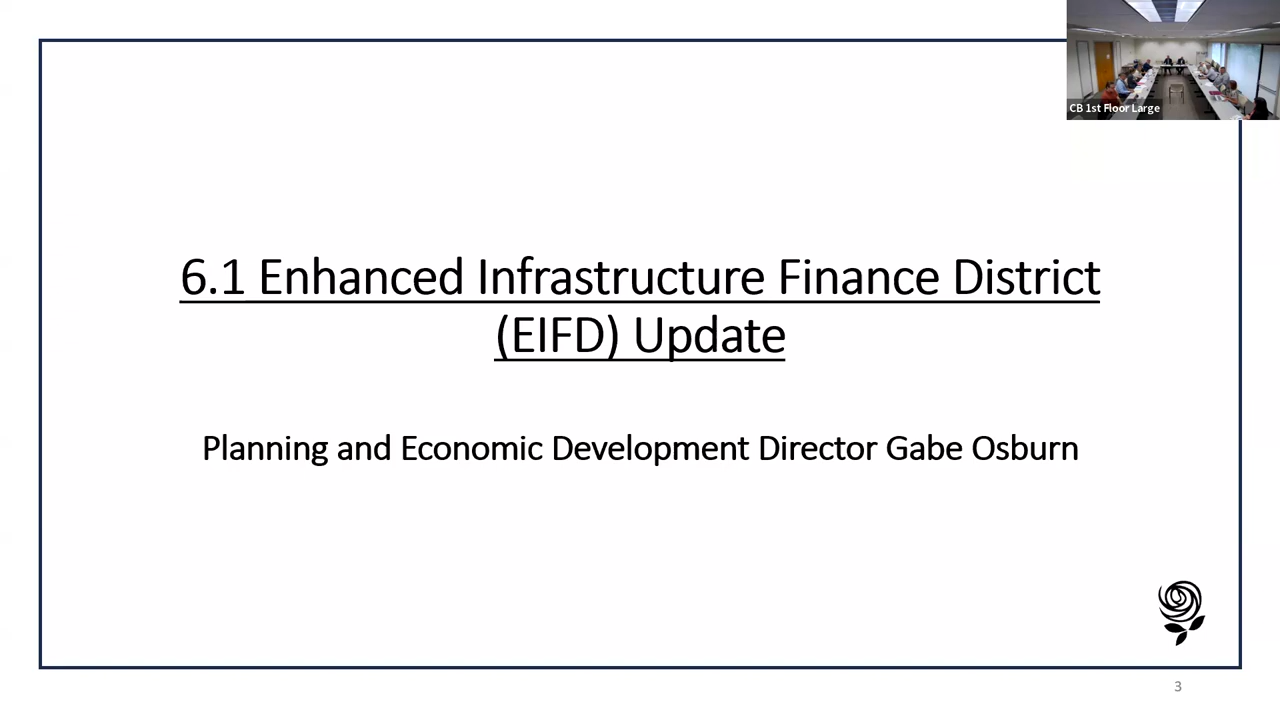 CB 1st Floor Large
6.1 Enhanced Infrastructure Finance District
(EIFD) Update
Planning and Economic Development Director Gabe Osburn
3